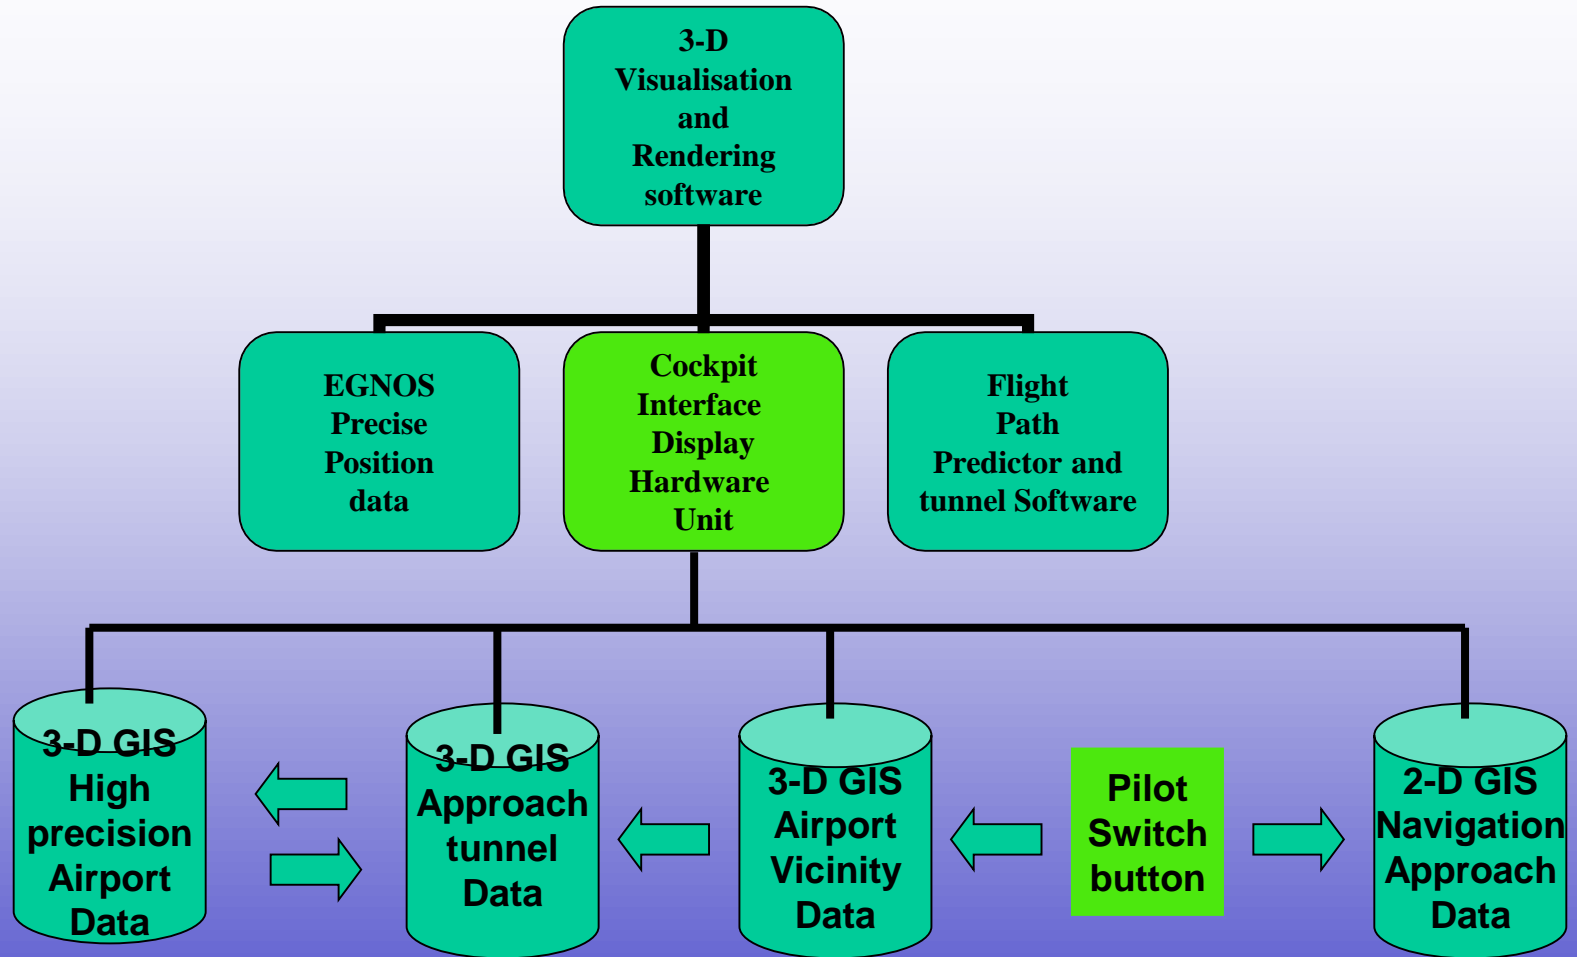 3-D
Visualisation
and
Rendering
software
EGNOS
Precise
Position
data
Cockpit
Interface
Display
Hardware
Unit
Flight
Path
Predictor and
tunnel Software
3-D GIS
High
precision
Airport
Data
3-D GIS
Approach
tunnel
Data
3-D GIS
Airport
Vicinity
Data
Pilot
Switch
button
2-D GIS
Navigation
Approach
Data